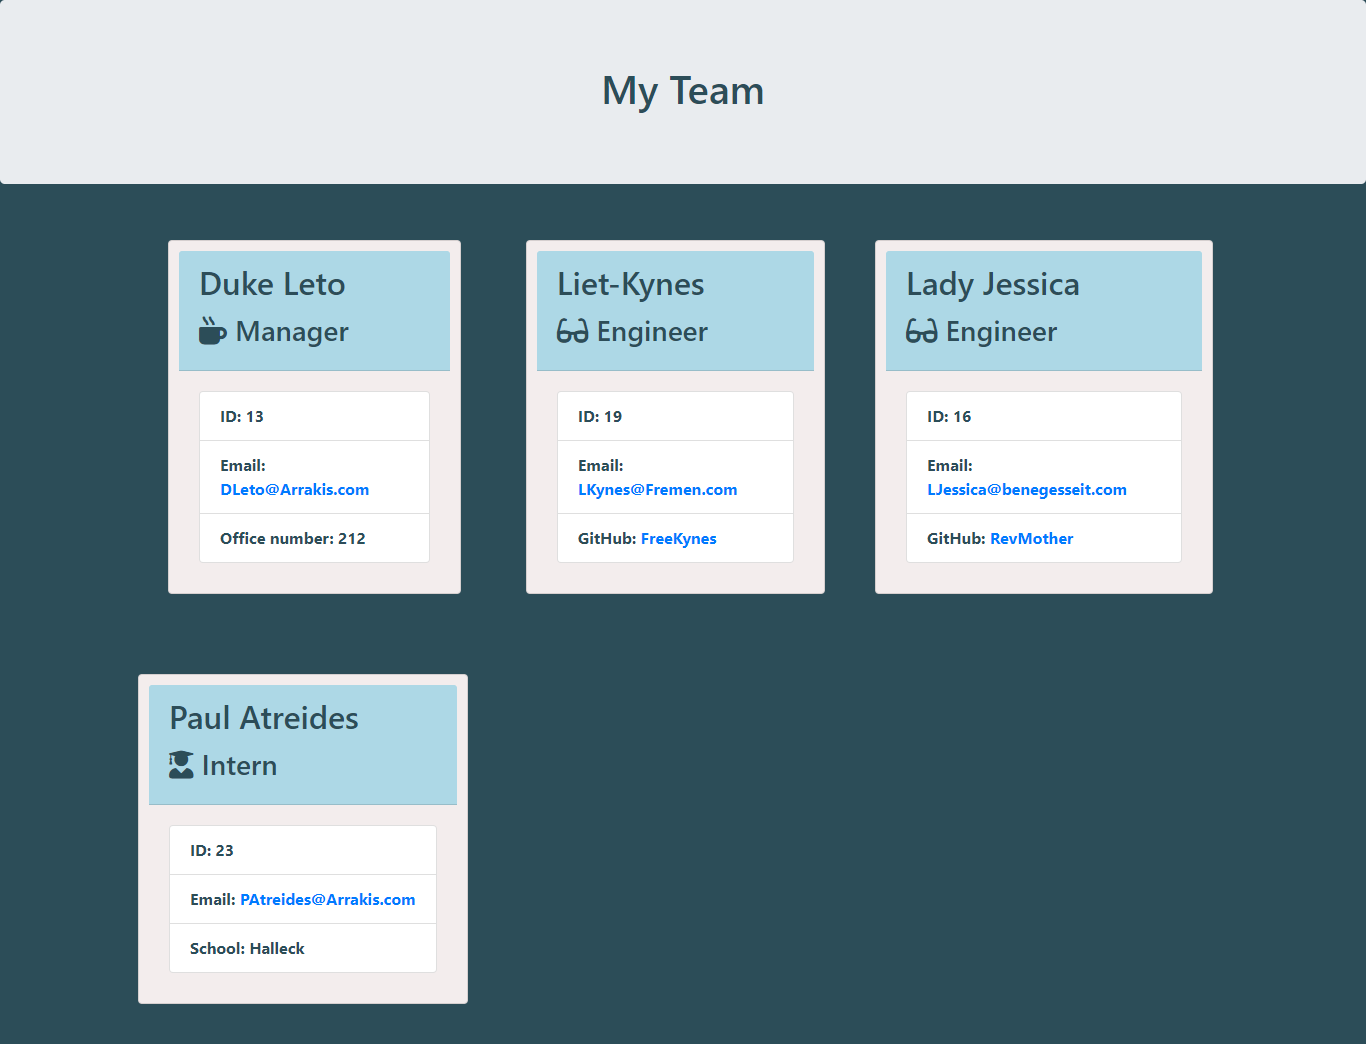 My Team
Duke Leto
Manager
ID: 13
Email:
DLeto@Arrakis.com
Office number: 212
Liet-Kynes
Engineer
ID: 19
Email:
LKynes@Fremen.com
GitHub: FreeKynes
Lady Jessica
Engineer
ID: 16
Email:
LJessica@benegesseit.com
GitHub: RevMother
Paul Atreides
Intern
ID: 23
Email: PAtreides@Arrakis.com
School: Halleck